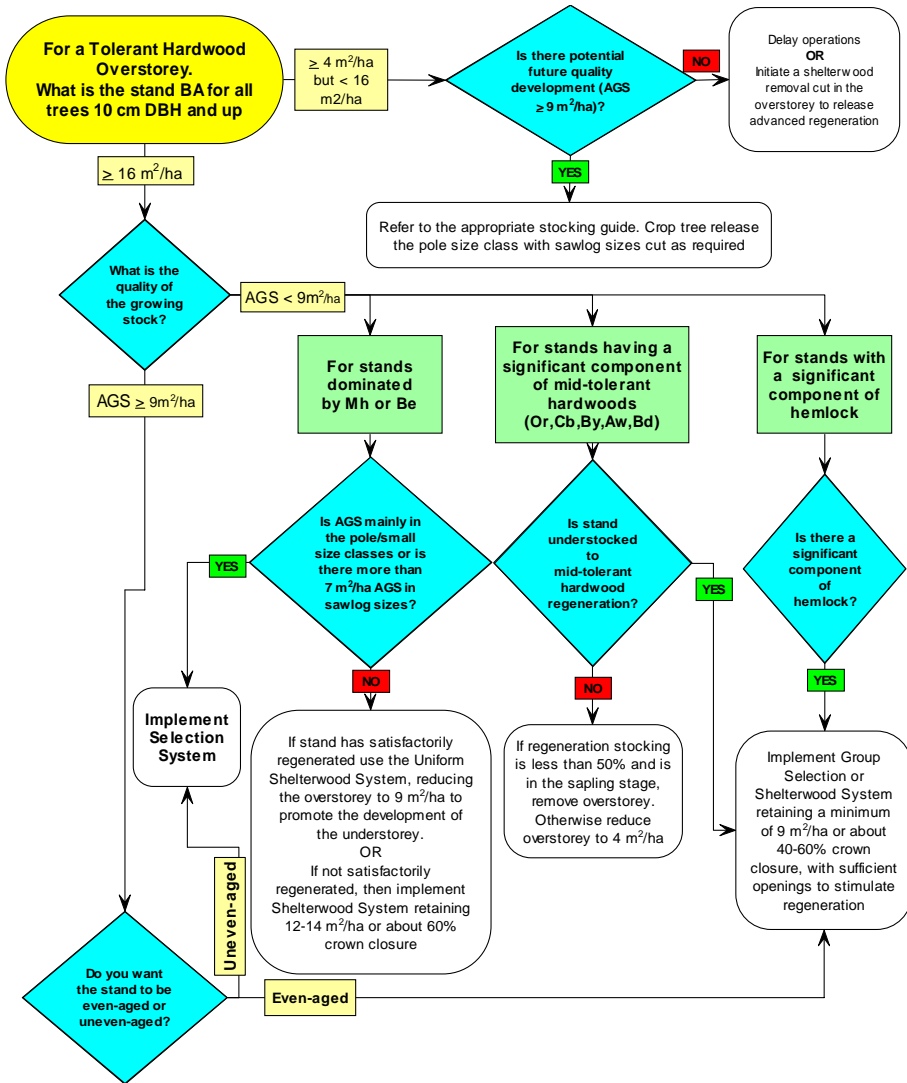 For a Tolerant Hardwood
Overstorey.
What is the stand BA for all
trees 10 cm DBH and up
≥ 4 m²/ha
but < 16
m2/ha
Is there potential
future quality
development (AGS
≥ 9 m²/ha)?
NO
Delay operations
OR
Initiate a shelterwood
removal cut in the
overstorey to release
advanced regeneration
≥ 16 m²/ha
YES
Refer to the appropriate stocking guide. Crop tree release
the pole size class with sawlog sizes cut as required
What is the
quality of
the growing
stock?
AGS < 9m²/ha
AGS ≥ 9m²/ha
For stands
dominated
by Mh or Be
For stands having a
significant component
of mid-tolerant
hardwoods
(Or,Cb,By,Aw,Bd)
For stands with
a significant
component of
hemlock
Is AGS mainly in
the pole/small
size classes or is
there more than
7 m²/ha AGS in
sawlog sizes?
YES
Is stand
understocked to
mid-tolerant
hardwood
regeneration?
YES
Is there a
significant
component
of
hemlock?
NO
NO
YES
Implement
Selection
System
If stand has satisfactorily
regenerated use the Uniform
Shelterwood System, reducing
the overstorey to 9 m²/ha to
promote the development of
the understorey.
OR
If not satisfactorily
regenerated, then implement
Shelterwood System retaining
12-14 m²/ha or about 60%
crown closure
If regeneration stocking
is less than 50% and is
in the sapling stage,
remove overstorey.
Otherwise reduce
overstorey to 4 m²/ha
Implement Group
Selection or
Shelterwood System
retaining a minimum
of 9 m²/ha or about
40-60% crown
closure, with sufficient
openings to stimulate
regeneration
Uneven-aged
Do you want
the stand to be
even-aged or
uneven-aged?
Even-aged